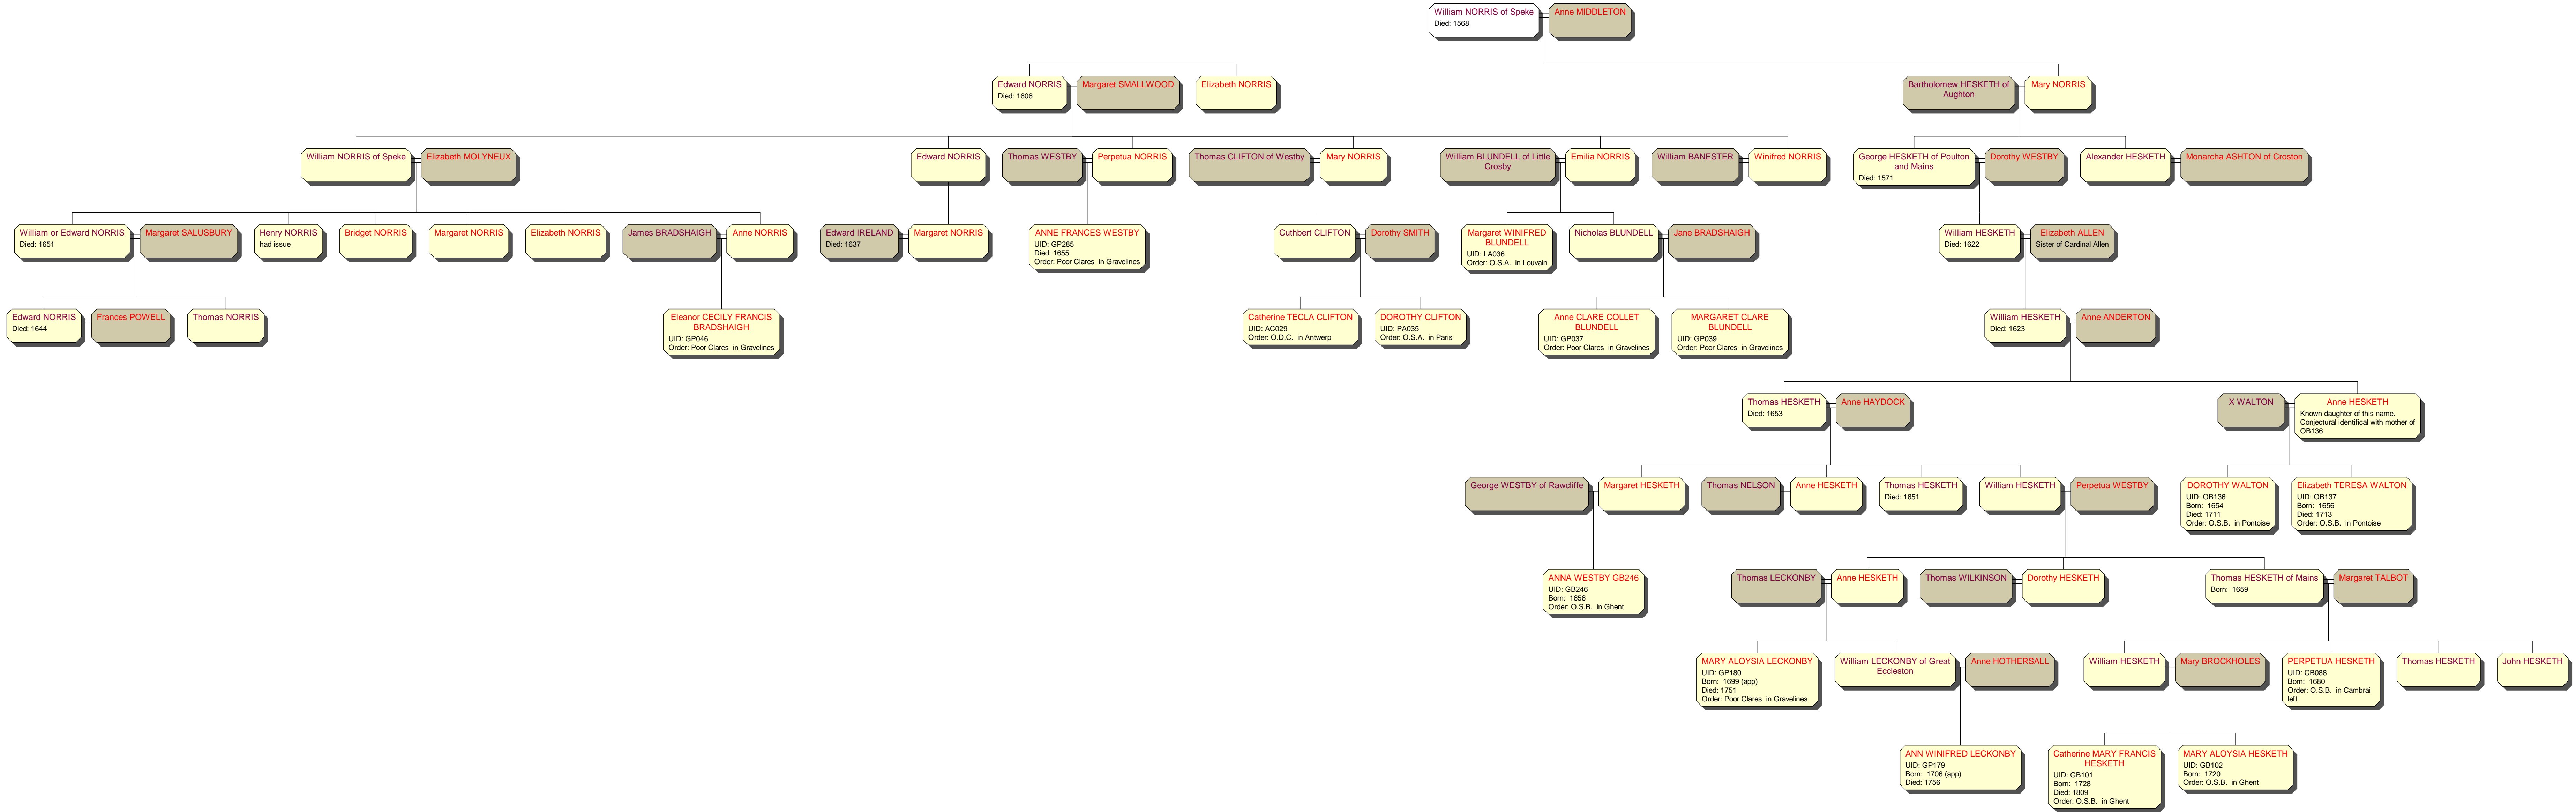 William NORRIS of Speke
Died: 1568
Anne MIDDLETON
Edward NORRIS
Died: 1606
Margaret SMALLWOOD
Elizabeth NORRIS
Bartholomew HESKETH of
Aughton
Mary NORRIS
William NORRIS of Speke
Elizabeth MOLYNEUX
Edward NORRIS
Thomas WESTBY
Perpetua NORRIS
Thomas CLIFTON of Westby
Mary NORRIS
William BLUNDELL of Little
Crosby
Emilia NORRIS
William BANESTER
Winifred NORRIS
George HESKETH of Poulton
and Mains
Died: 1571
Dorothy WESTBY
Alexander HESKETH
Monarcha ASHTON of Croston
William or Edward NORRIS
Died: 1651
Margaret SALUSBURY
Henry NORRIS
had issue
Bridget NORRIS
Margaret NORRIS
Elizabeth NORRIS
James BRADSHAIGH
Anne NORRIS
Edward IRELAND
Died: 1637
Margaret NORRIS
ANNE FRANCES WESTBY
UID: GP285
Died: 1655
Order: Poor Clares in Gravelines
Cuthbert CLIFTON
Dorothy SMITH
Margaret WINIFRED
BLUNDELL
UID: LA036
Order: O.S.A. in Louvain
Nicholas BLUNDELL
Jane BRADSHAIGH
William HESKETH
Died: 1622
Elizabeth ALLEN
Sister of Cardinal Allen
Edward NORRIS
Died: 1644
Frances POWELL
Thomas NORRIS
Eleanor CECILY FRANCIS
BRADSHAIGH
UID: GP046
Order: Poor Clares in Gravelines
Catherine TECLA CLIFTON
UID: AC029
Order: O.D.C. in Antwerp
DOROTHY CLIFTON
UID: PA035
Order: O.S.A. in Paris
Anne CLARE COLLET
BLUNDELL
UID: GP037
Order: Poor Clares in Gravelines
MARGARET CLARE
BLUNDELL
UID: GP039
Order: Poor Clares in Gravelines
William HESKETH
Died: 1623
Anne ANDERTON
Thomas HESKETH
Died: 1653
Anne HAYDOCK
X WALTON
Anne HESKETH
Known daughter of this name.
Conjectural identifical with mother of
OB136
George WESTBY of Rawcliffe
Margaret HESKETH
Thomas NELSON
Anne HESKETH
Thomas HESKETH
Died: 1651
William HESKETH
Perpetua WESTBY
DOROTHY WALTON
UID: OB136
Born: 1654
Died: 1711
Order: O.S.B. in Pontoise
Elizabeth TERESA WALTON
UID: OB137
Born: 1656
Died: 1713
Order: O.S.B. in Pontoise
ANNA WESTBY GB246
UID: GB246
Born: 1656
Order: O.S.B. in Ghent
Thomas LECKONBY
Anne HESKETH
Thomas WILKINSON
Dorothy HESKETH
Thomas HESKETH of Mains
Born: 1659
Margaret TALBOT
MARY ALOYSIA LECKONBY
UID: GP180
Born: 1699 (app)
Died: 1751
Order: Poor Clares in Gravelines
William LECKONBY of Great
Eccleston
Anne HOTHERSALL
William HESKETH
Mary BROCKHOLES
PERPETUA HESKETH
UID: CB088
Born: 1680
Order: O.S.B. in Cambrai
left
Thomas HESKETH
John HESKETH
ANN WINIFRED LECKONBY
UID: GP179
Born: 1706 (app)
Died: 1756
Catherine MARY FRANCIS
HESKETH
UID: GB101
Born: 1728
Died: 1809
Order: O.S.B. in Ghent
MARY ALOYSIA HESKETH
UID: GB102
Born: 1720
Order: O.S.B. in Ghent